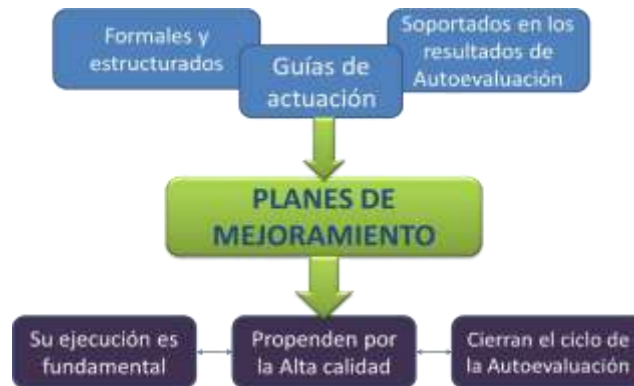 Formales y
estructurados
Guías de
actuación
Soportados en los
resultados de
Autoevaluación
PLANES DE
MEJORAMIENTO
Su ejecución es
fundamental
Propenden por
la Alta calidad
Cierran el ciclo de
la Autoevaluación